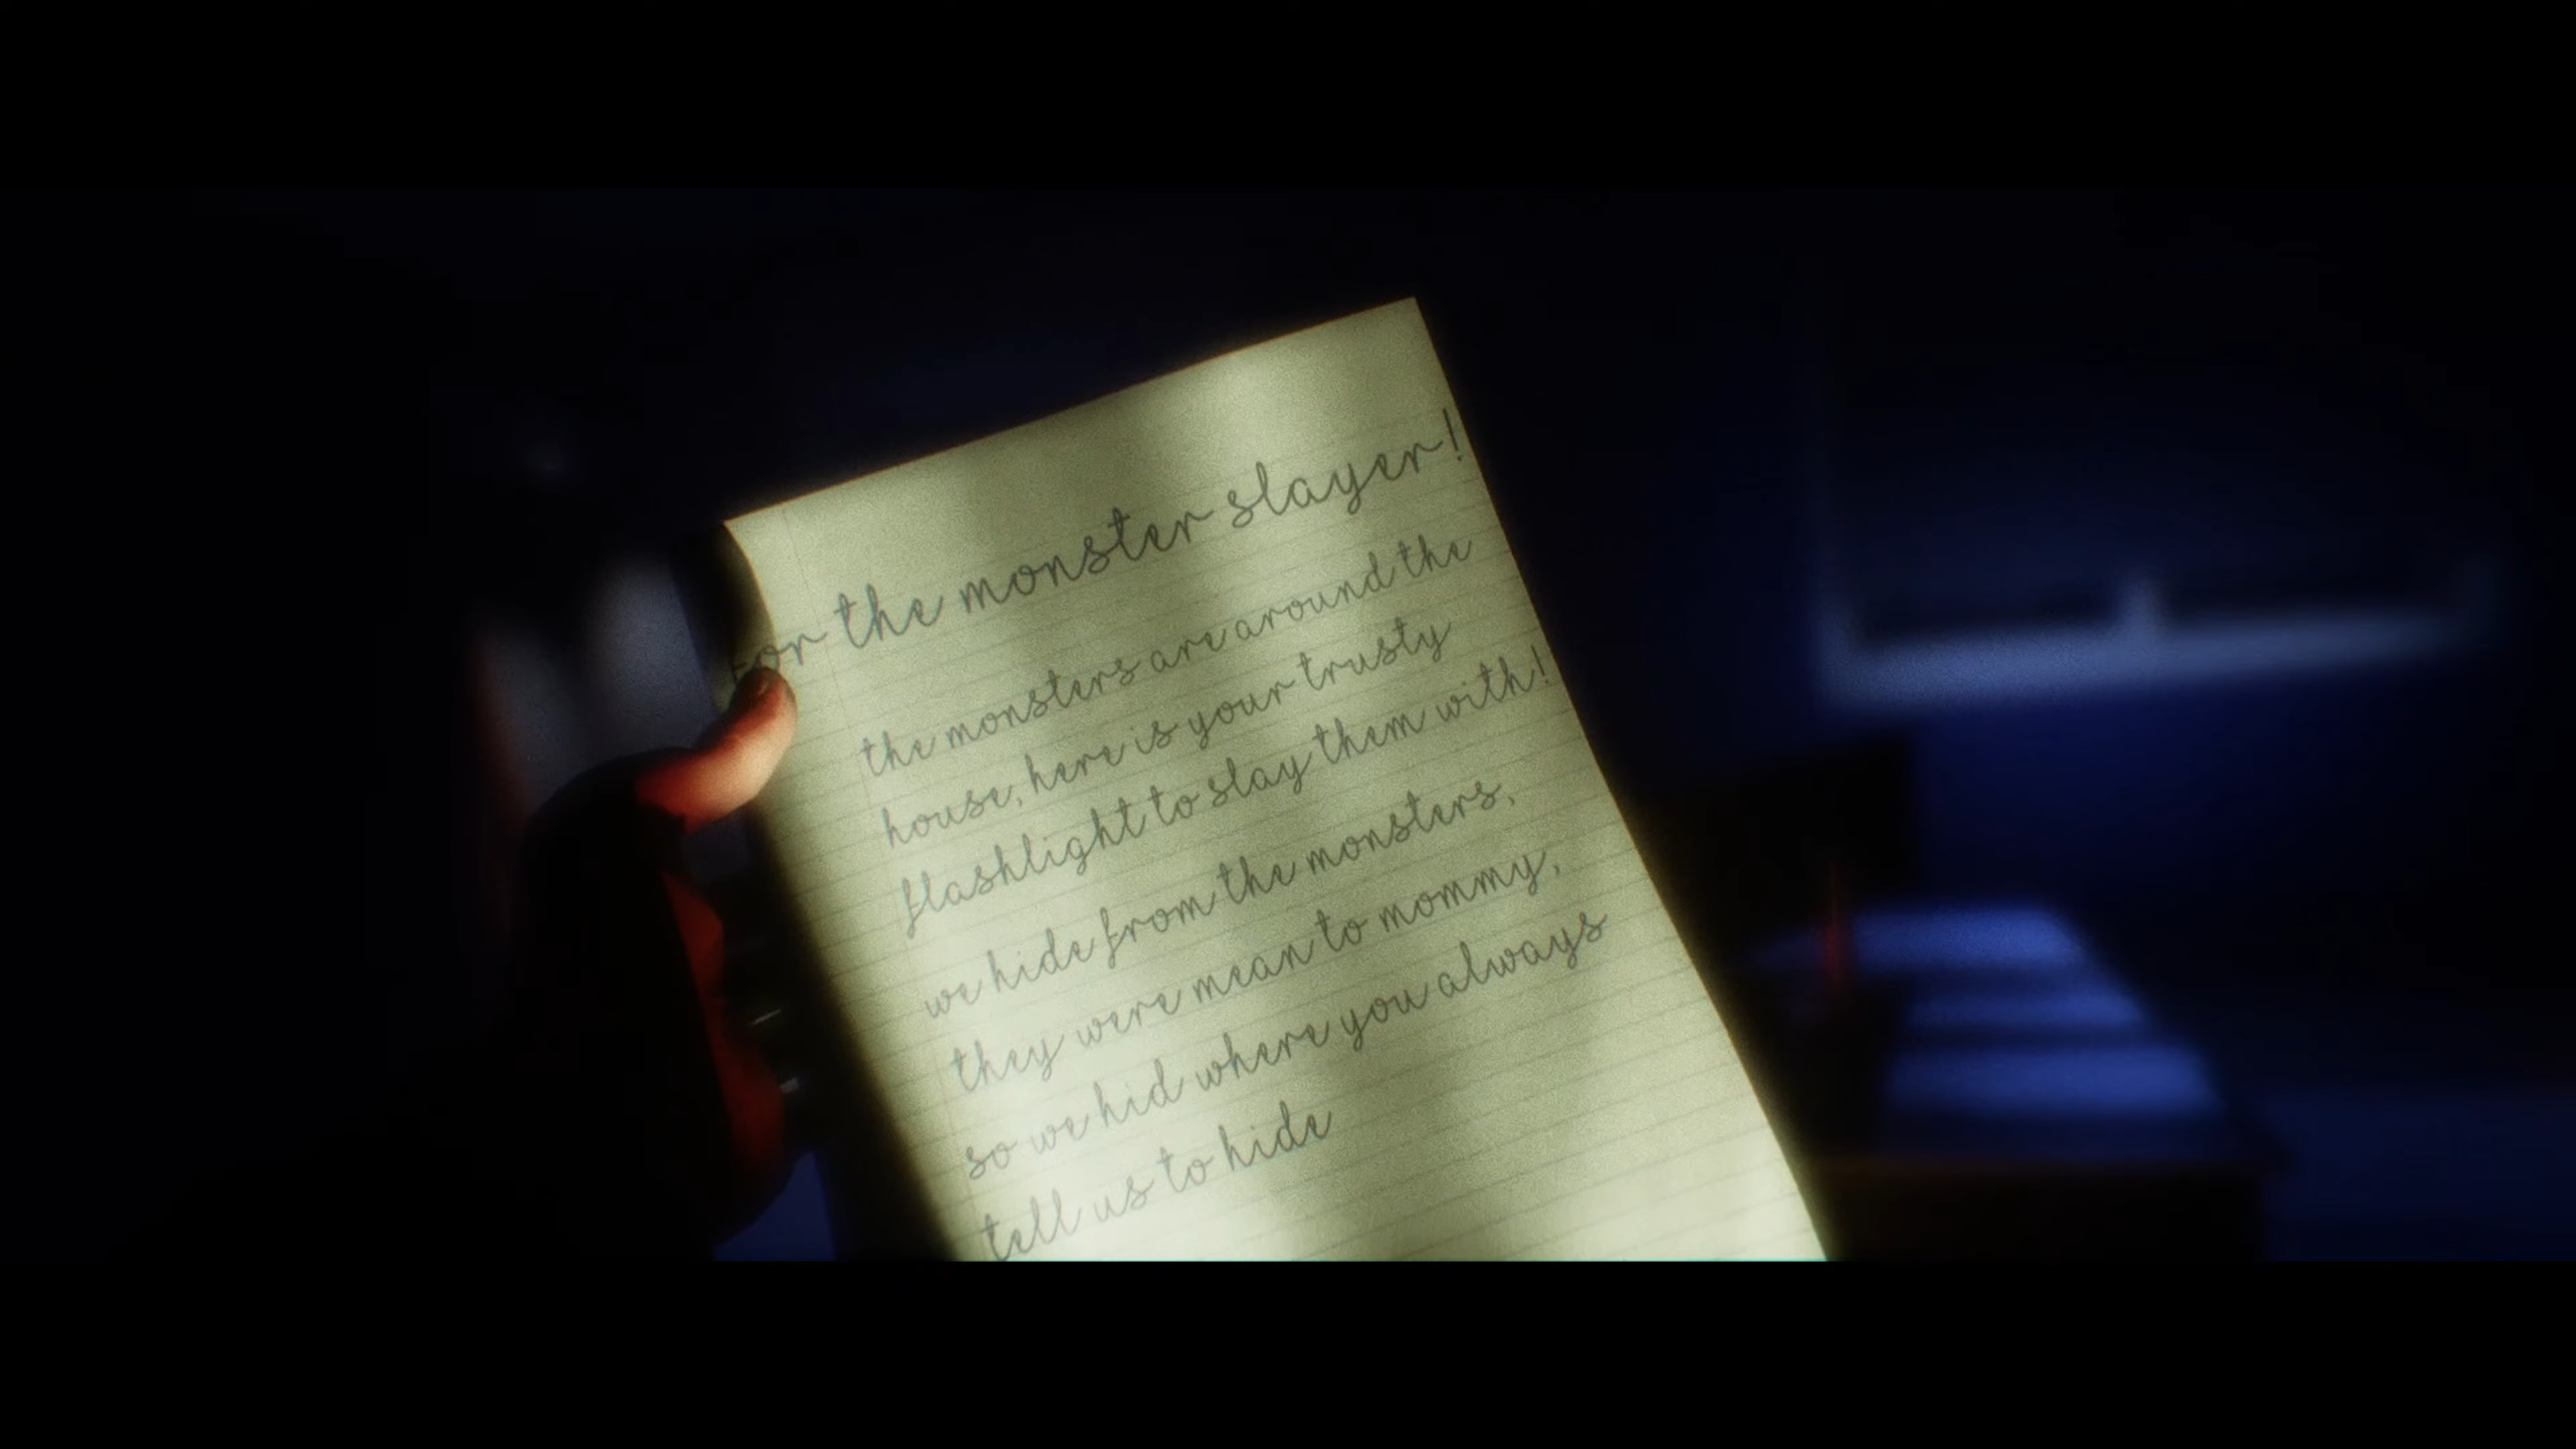 For the monster slayer!
the monsters are around the
house, here is your trusty
flashlight to slay them with!
we hide from the monsters,
they were mean to mommy,
so we hid where you always
tell us to hide